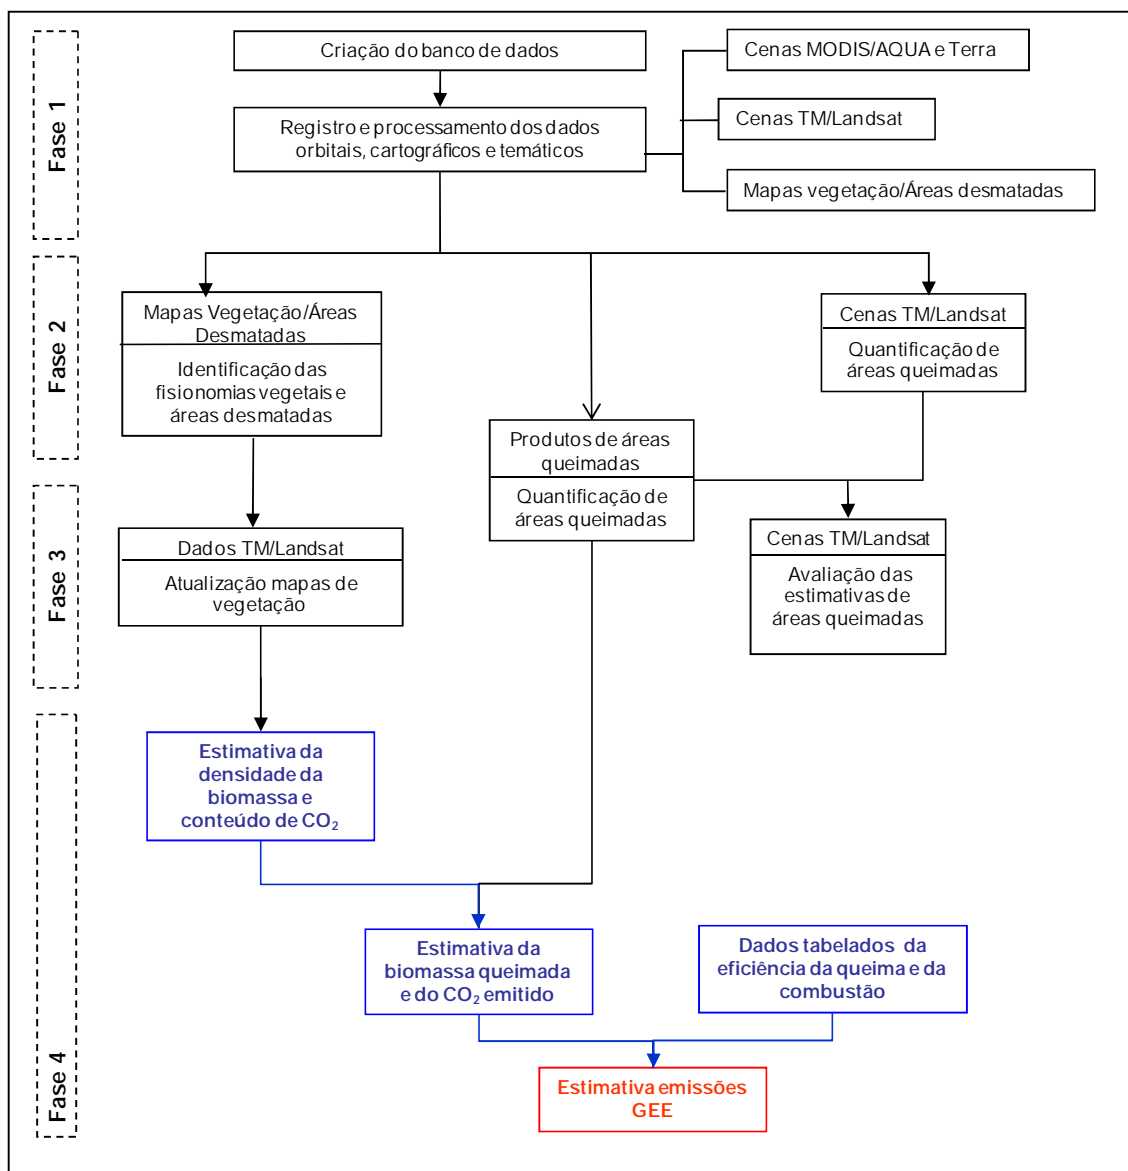 Fase 1
Criação do banco de dados
Registro e processamento dos dados
orbitais, cartográficos e temáticos
Cenas MODIS/AQUA e Terra
Cenas TM/Landsat
Mapas vegetação/Áreas desmatadas
Fase 2
Mapas Vegetação/Áreas
Desmatadas
Identificação das
fisionomias vegetais e
áreas desmatadas
Produtos de áreas
queimadas
Quantificação de
áreas queimadas
Cenas TM/Landsat
Quantificação de
áreas queimadas
Fase 3
Dados TM/Landsat
Atualização mapas de
vegetação
Cenas TM/Landsat
Avaliação das
estimativas de
áreas queimadas
Fase 4
Estimativa da
densidade da
biomassa e
conteúdo de CO₂
Estimativa da
biomassa queimada
e do CO₂ emitido
Dados tabelados da
eficiência da queima e da
combustão
Estimativa emissões
GEE